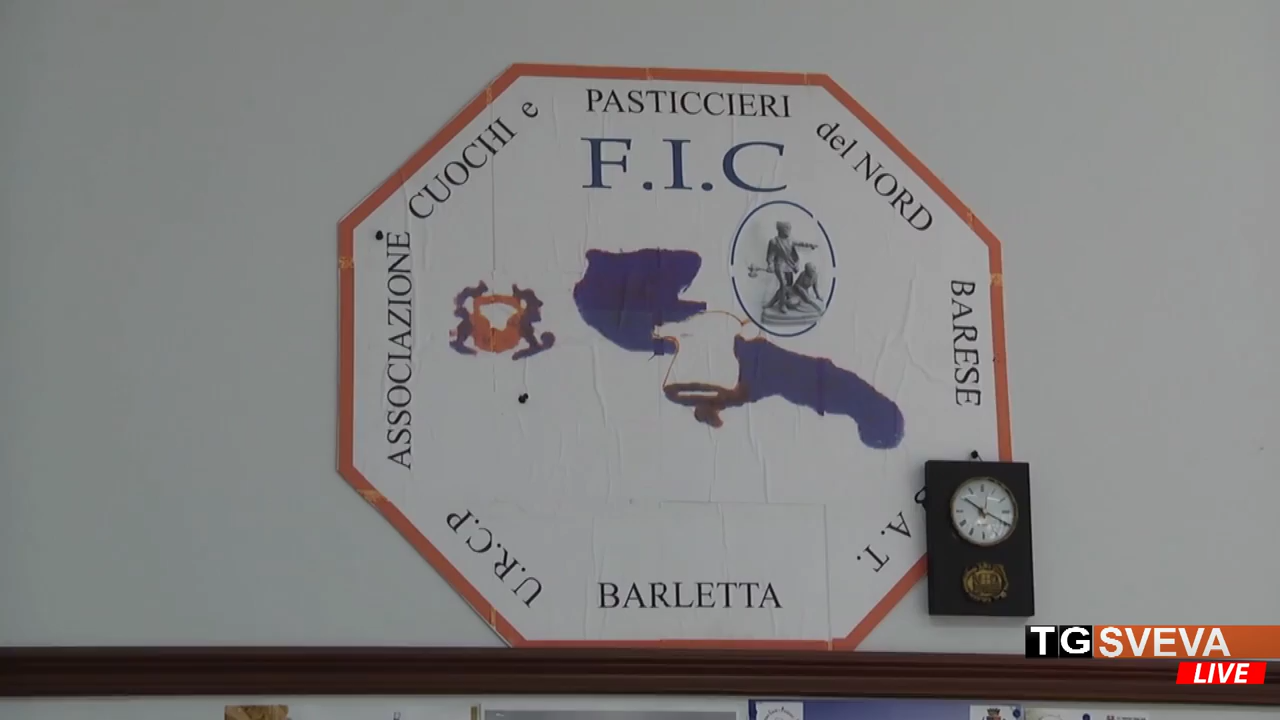 ASSOCIAZIONE CUOCHI e PASTICCIERI del NORD BARESE
F.I.C
U.R.C.P
BARLETTA
A.T.
TGSVEVA
LIVE